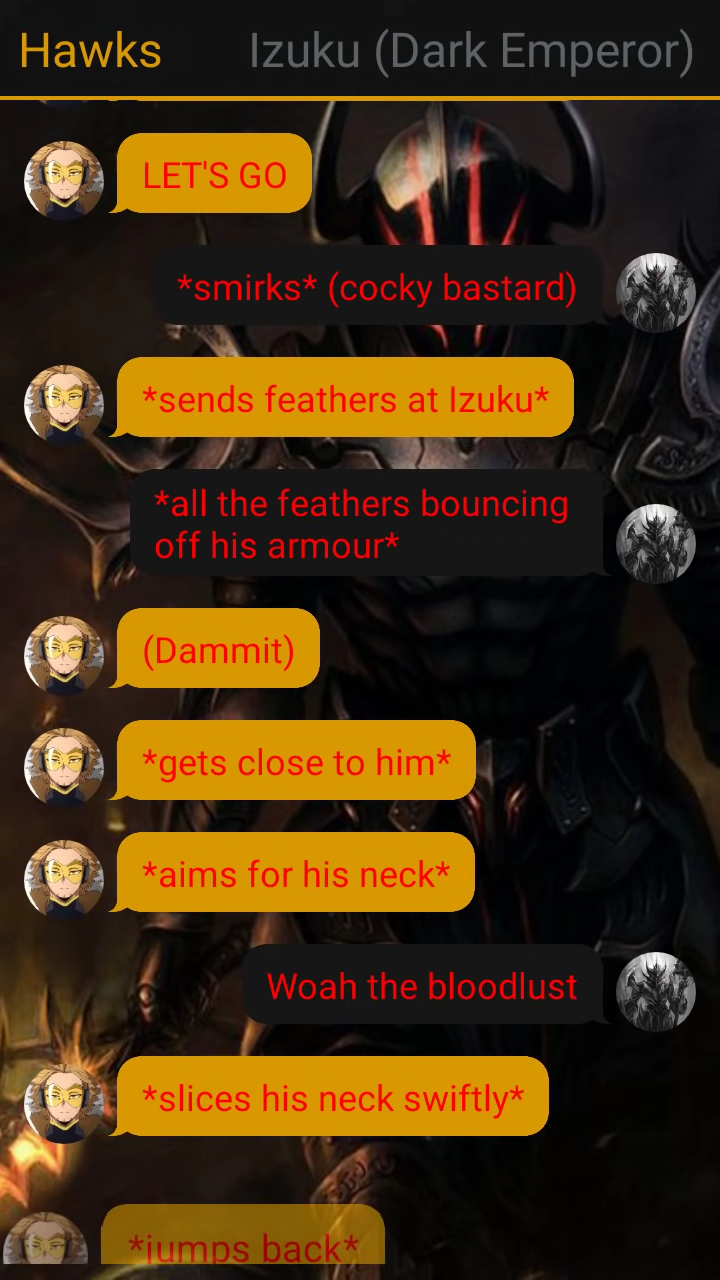 Hawks
Izuku (Dark Emperor)
LET'S GO
*smirks* (cocky bastard)
*sends feathers at Izuku*
*all the feathers bouncing
off his armour*
(Dammit)
*gets close to him*
*aims for his neck*
Woah the bloodlust
*slices his neck swiftly*
*jumps back*